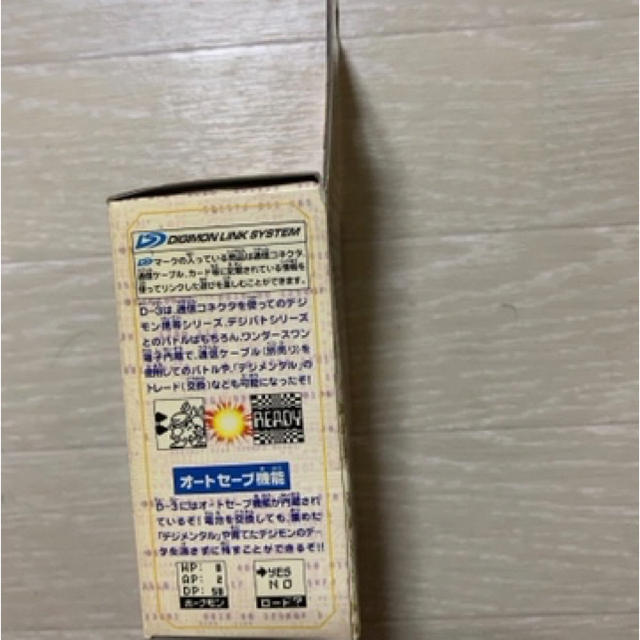 DIGIMON LINK SYSTEM
マークの入っている商品は通信コネクタ、
通信ケーブル、カード等に記載されている情報を
使ってリンクした遊びを楽しむことができます。
D-3は、通信コネクタを使ってのデジ
モン携帯シリーズ、デジバトシリーズ
とのバトルはもちろん、ワンダースワン
電子内蔵で、通信ケーブル(別売り)を
使用してのバトルや、「デジメンタル」の
トレード(交換)なども可能になったぞ!
READY
オートセーブ機能
D-3にはオートセーブ機能が内蔵され
ているぞ!電池を交換しても、集めた
「デジメンタル」や育てたデジモンのデー
タを消さずに残すことができるぞ!!
HP: 8
AP: 2
DP: 50
ホークモン
→YES
NO
ロード?